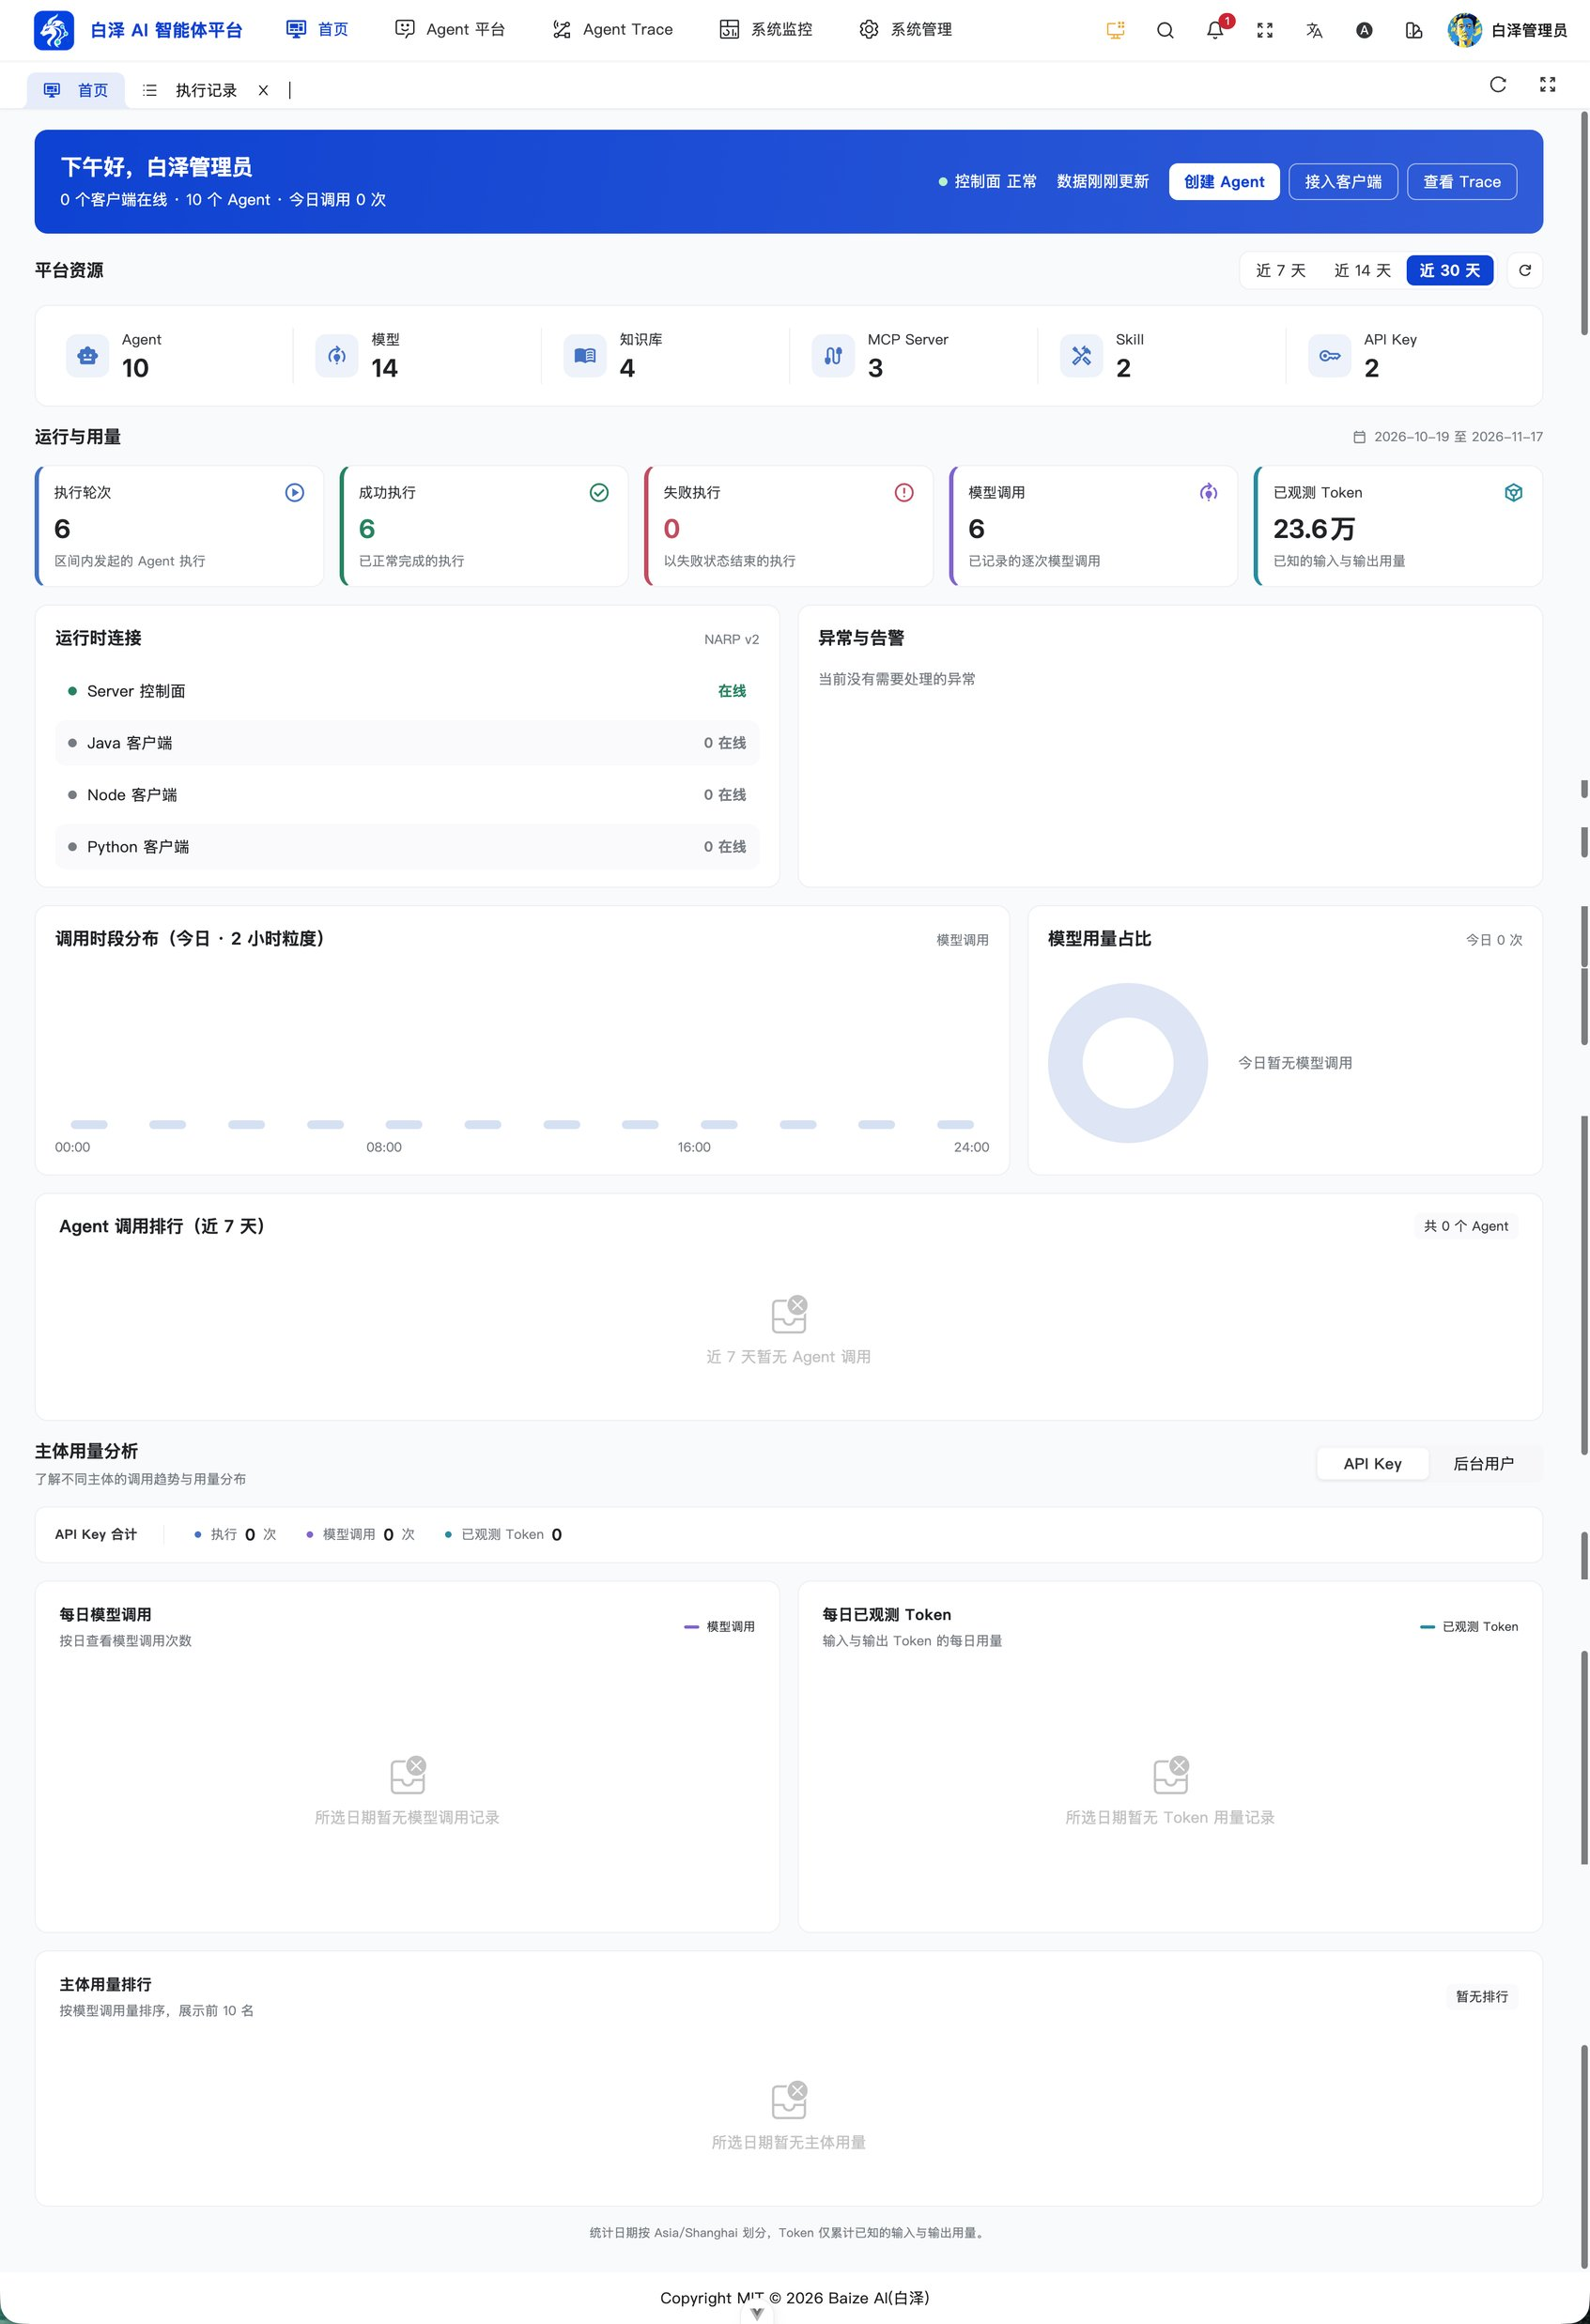 白泽 AI 智能体平台 首页 Agent 平台 Agent Trace 系统监控 系统管理 1 A 白泽管理员
首页 执行记录 X
下午好，白泽管理员
0 个客户端在线 · 10 个 Agent · 今日调用 0 次
控制面 正常 数据刚刚更新 创建 Agent 接入客户端 查看 Trace
平台资源
近 7 天 近 14 天 近 30 天
Agent
10
模型
14
知识库
4
MCP Server
3
Skill
2
API Key
2
运行与用量
2026-10-19 至 2026-11-17
执行轮次
6
区间内发起的 Agent 执行
成功执行
6
已正常完成的执行
失败执行
0
以失败状态结束的执行
模型调用
6
已记录的逐次模型调用
已观测 Token
23.6万
已知的输入与输出用量
运行时连接 NARP v2
Server 控制面 在线
Java 客户端 0 在线
Node 客户端 0 在线
Python 客户端 0 在线
异常与告警
当前没有需要处理的异常
调用时段分布（今日 · 2 小时粒度） 模型调用
00:00 08:00 16:00 24:00
模型用量占比 今日 0 次
今日暂无模型调用
Agent 调用排行（近 7 天） 共 0 个 Agent
近 7 天暂无 Agent 调用
主体用量分析
了解不同主体的调用趋势与用量分布
API Key 后台用户
API Key 合计 执行 0 次 模型调用 0 次 已观测 Token 0
每日模型调用
按日查看模型调用次数
模型调用
所选日期暂无模型调用记录
每日已观测 Token
输入与输出 Token 的每日用量
已观测 Token
所选日期暂无 Token 用量记录
主体用量排行
按模型调用量排序，展示前 10 名
暂无排行
所选日期暂无主体用量
统计日期按 Asia/Shanghai 划分，Token 仅累计已知的输入与输出用量。
Copyright MIT © 2026 Baize AI(白泽)